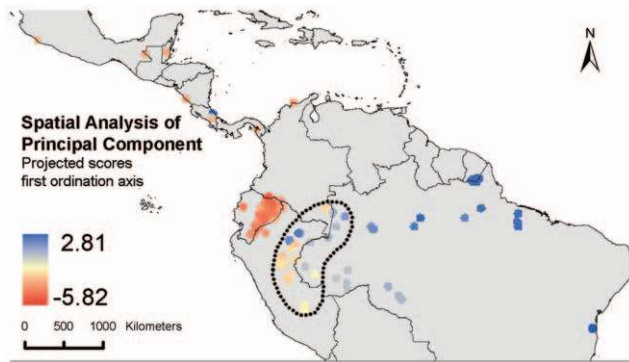 N
Spatial Analysis of
Principal Component
Projected scores
first ordination axis
2.81
-5.82
0 500 1000 Kilometers